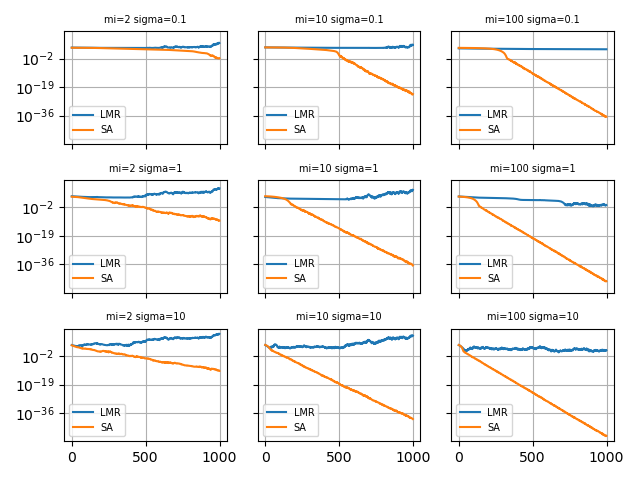 mi=2 sigma=0.1
mi=10 sigma=0.1
mi=100 sigma=0.1
10⁻²
10⁻¹⁹
10⁻³⁶
LMR
SA
LMR
SA
LMR
SA
mi=2 sigma=1
mi=10 sigma=1
mi=100 sigma=1
10⁻²
10⁻¹⁹
10⁻³⁶
LMR
SA
LMR
SA
LMR
SA
mi=2 sigma=10
mi=10 sigma=10
mi=100 sigma=10
10⁻²
10⁻¹⁹
10⁻³⁶
LMR
SA
LMR
SA
LMR
SA
0 500 1000
0 500 1000
0 500 1000